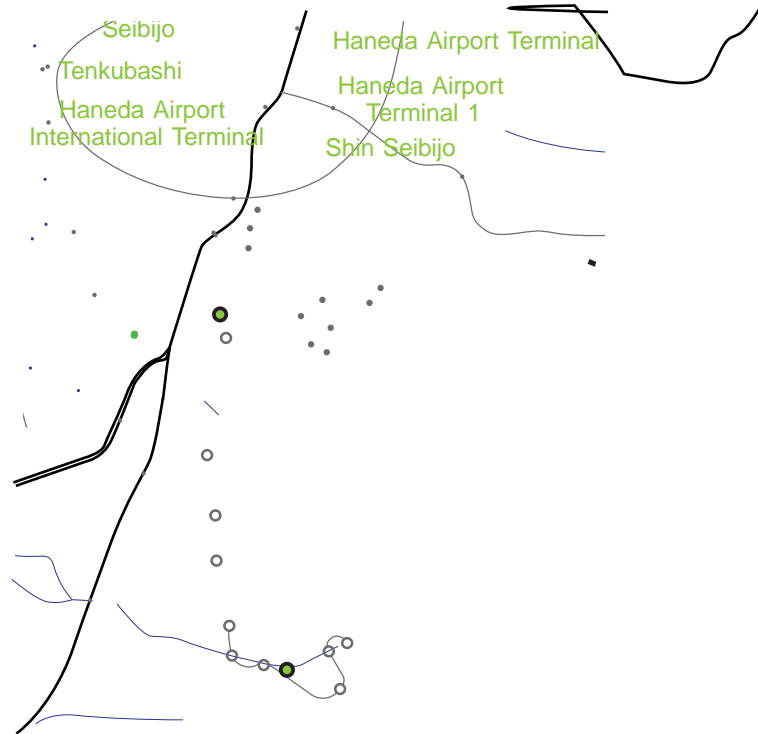 Seibijo
Tenkubashi
Haneda Airport
International Terminal
Haneda Airport Terminal
Haneda Airport
Terminal 1
Shin Seibijo